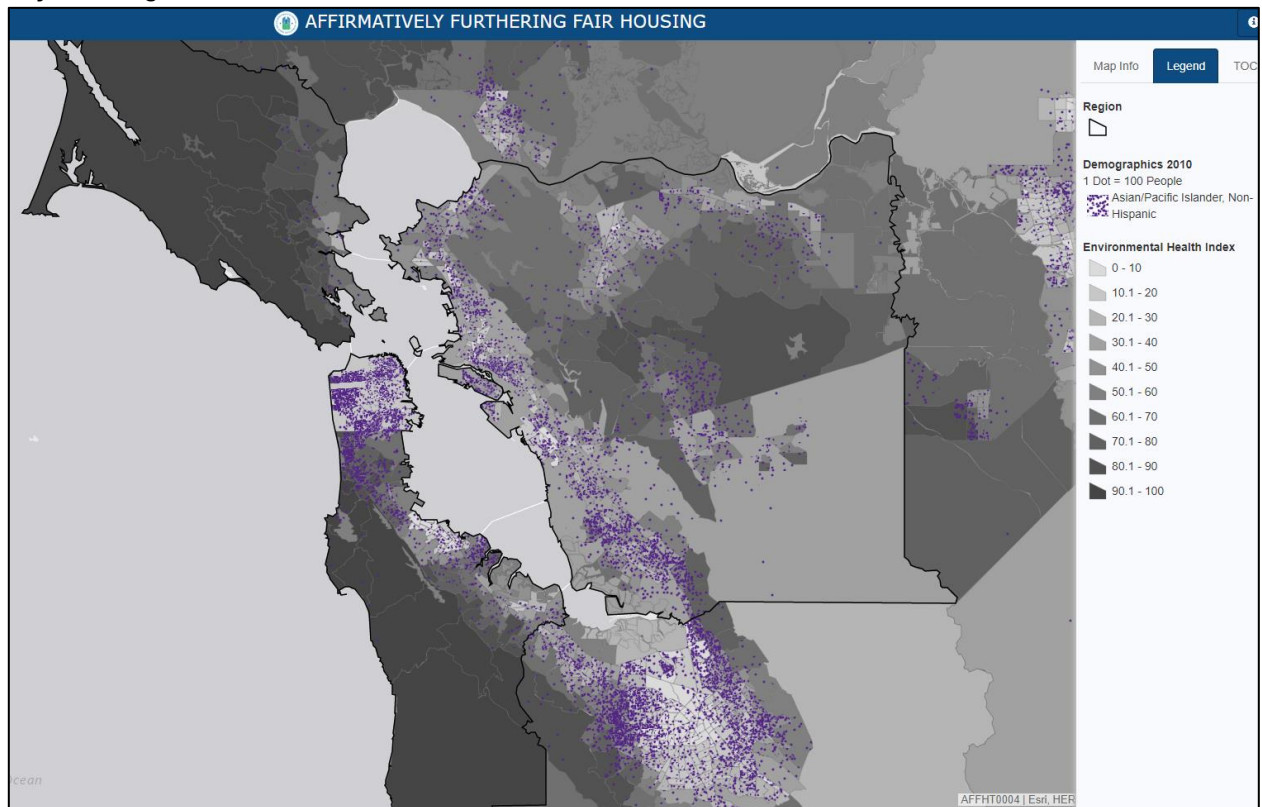 AFFIRMATIVELY FURTHERING FAIR HOUSING
Map Info
Legend
TOC
Region
Demographics 2010
1 Dot = 100 People
Asian/Pacific Islander, Non-
Hispanic
Environmental Health Index
0 - 10
10.1 - 20
20.1 - 30
30.1 - 40
40.1 - 50
50.1 - 60
60.1 - 70
70.1 - 80
80.1 - 90
90.1 - 100
AFFHT0004 | Esri, HER